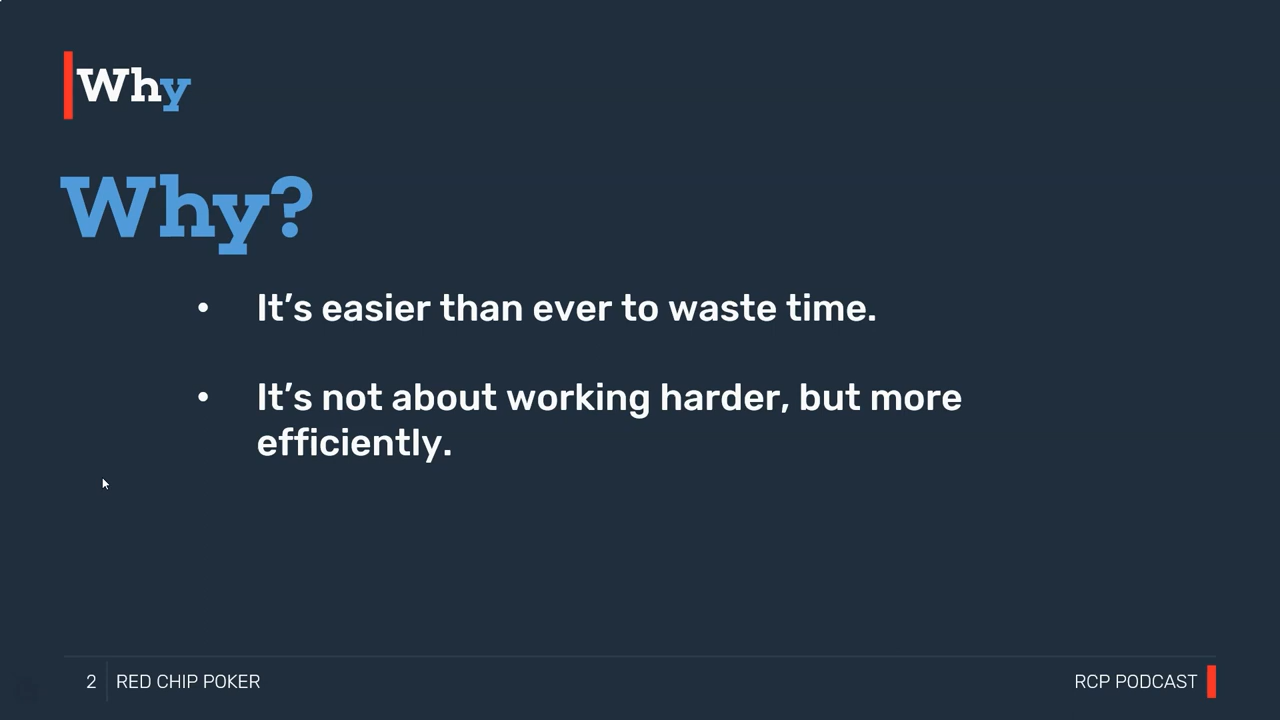 Why
Why?
• It’s easier than ever to waste time.
• It’s not about working harder, but more
efficiently.
2 RED CHIP POKER
RCP PODCAST